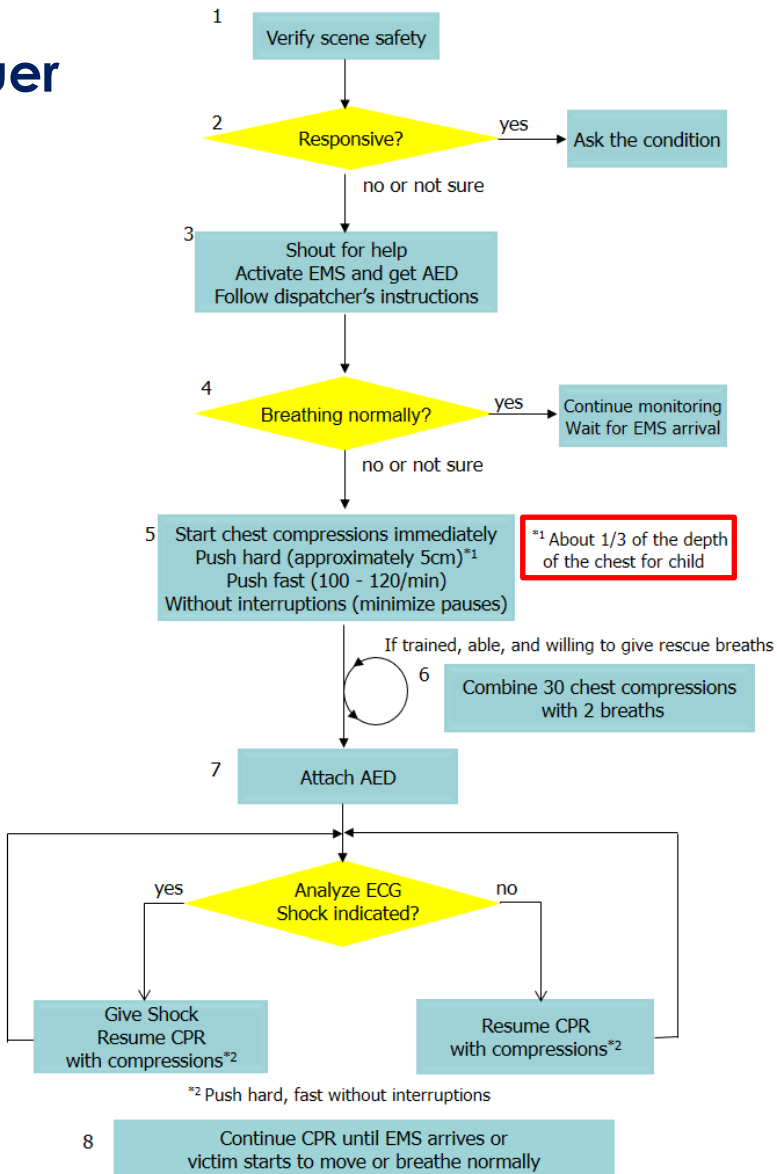 uer
1
Verify scene safety
2
Responsive?
yes
Ask the condition
no or not sure
3
Shout for help
Activate EMS and get AED
Follow dispatcher's instructions
4
Breathing normally?
yes
Continue monitoring
Wait for EMS arrival
no or not sure
5
Start chest compressions immediately
Push hard (approximately 5cm)*1
Push fast (100 - 120/min)
Without interruptions (minimize pauses)
*1 About 1/3 of the depth
of the chest for child
If trained, able, and willing to give rescue breaths
6
Combine 30 chest compressions
with 2 breaths
7
Attach AED
Analyze ECG
Shock indicated?
yes
no
Give Shock
Resume CPR
with compressions*2
Resume CPR
with compressions*2
*2 Push hard, fast without interruptions
8
Continue CPR until EMS arrives or
victim starts to move or breathe normally